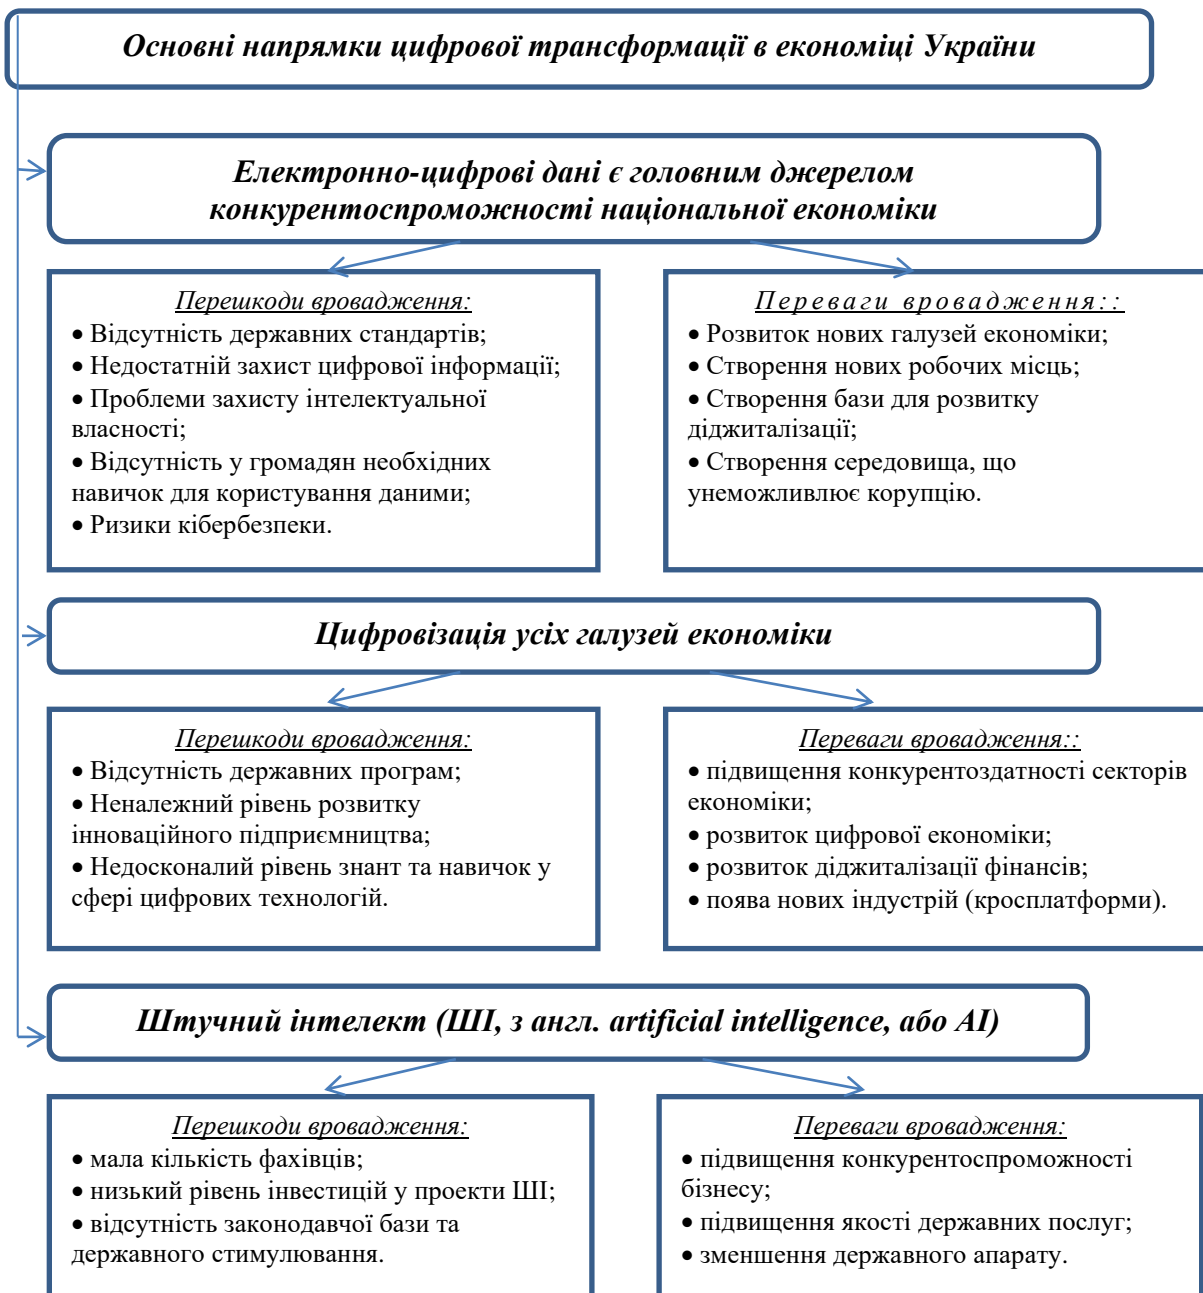 Основні напрямки цифрової трансформації в економіці України
Електронно-цифрові дані є головним джерелом
конкурентоспроможності національної економіки
Перешкоди вровадження:
• Відсутність державних стандартів;
• Недостатній захист цифрової інформації;
• Проблеми захисту інтелектуальної
власності;
• Відсутність у громадян необхідних
навичок для користування даними;
• Ризики кібербезпеки.
Переваги вровадження::
• Розвиток нових галузей економіки;
• Створення нових робочих місць;
• Створення бази для розвитку
діджиталізації;
• Створення середовища, що
унеможливлює корупцію.
Цифровізація усіх галузей економіки
Перешкоди вровадження:
• Відсутність державних програм;
• Неналежний рівень розвитку
інноваційного підприємництва;
• Недосконалий рівень знант та навичок у
сфері цифрових технологій.
Переваги вровадження::
• підвищення конкурентоздатності секторів
економіки;
• розвиток цифрової економіки;
• розвиток діджиталізації фінансів;
• поява нових індустрій (кросплатформи).
Штучний інтелект (ШІ, з англ. artificial intelligence, або AI)
Перешкоди вровадження:
• мала кількість фахівців;
• низький рівень інвестицій у проекти ШІ;
• відсутність законодавчої бази та
державного стимулювання.
Переваги вровадження:
• підвищення конкурентоспроможності
бізнесу;
• підвищення якості державних послуг;
• зменшення державного апарату.